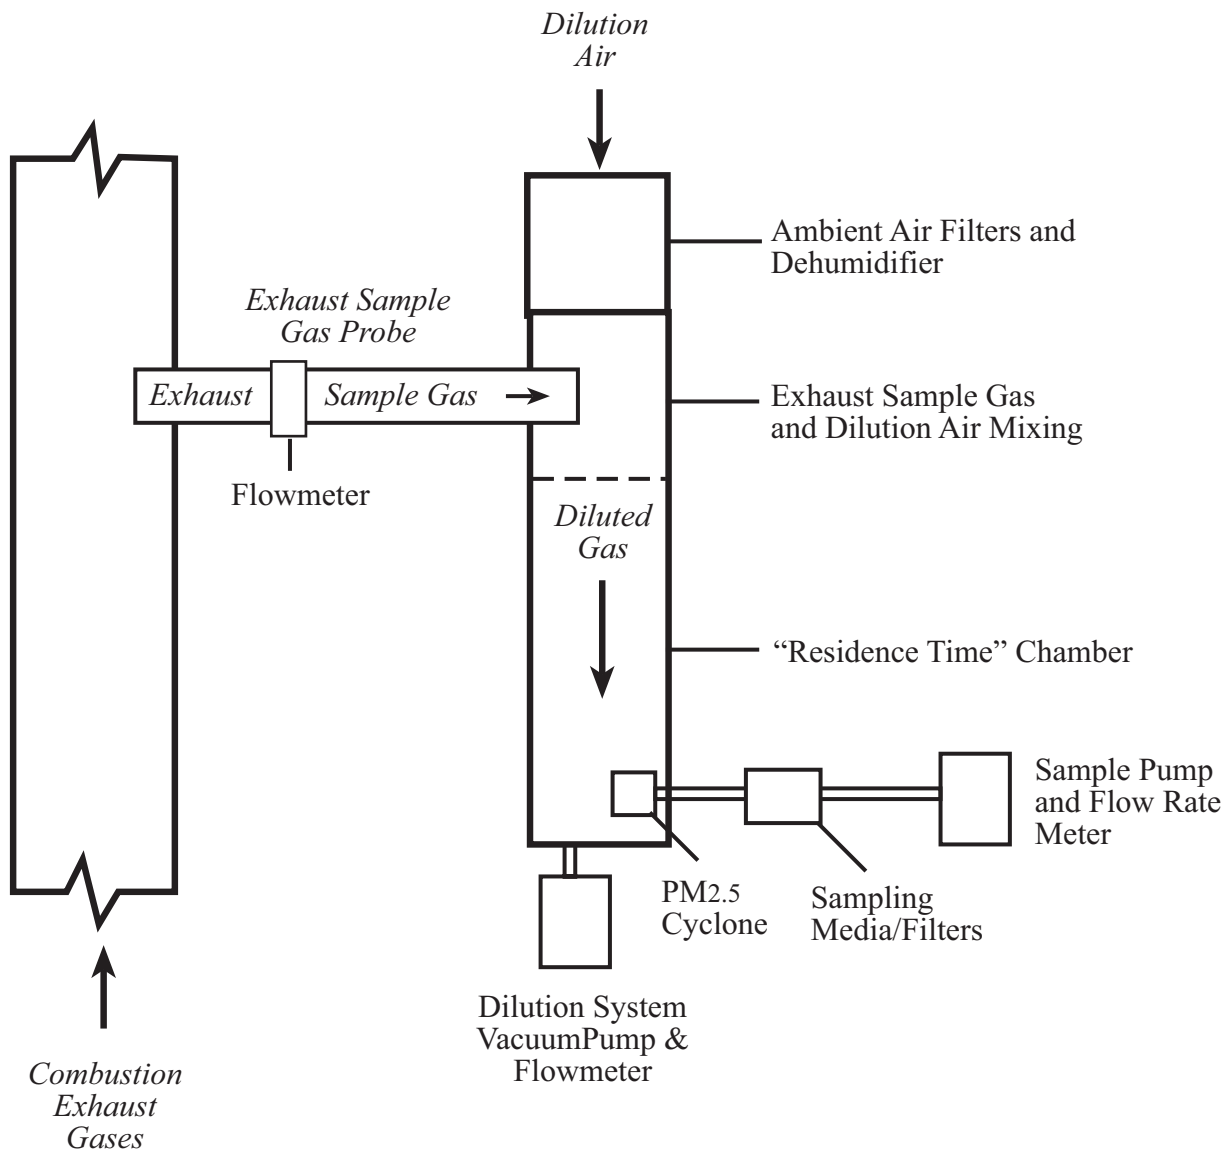 Dilution
Air
Ambient Air Filters and
Dehumidifier
Exhaust Sample
Gas Probe
Exhaust
Sample Gas
Exhaust Sample Gas
and Dilution Air Mixing
Flowmeter
Diluted
Gas
“Residence Time” Chamber
Sample Pump
and Flow Rate
Meter
PM2.5
Cyclone
Sampling
Media/Filters
Dilution System
VacuumPump &
Flowmeter
Combustion
Exhaust
Gases